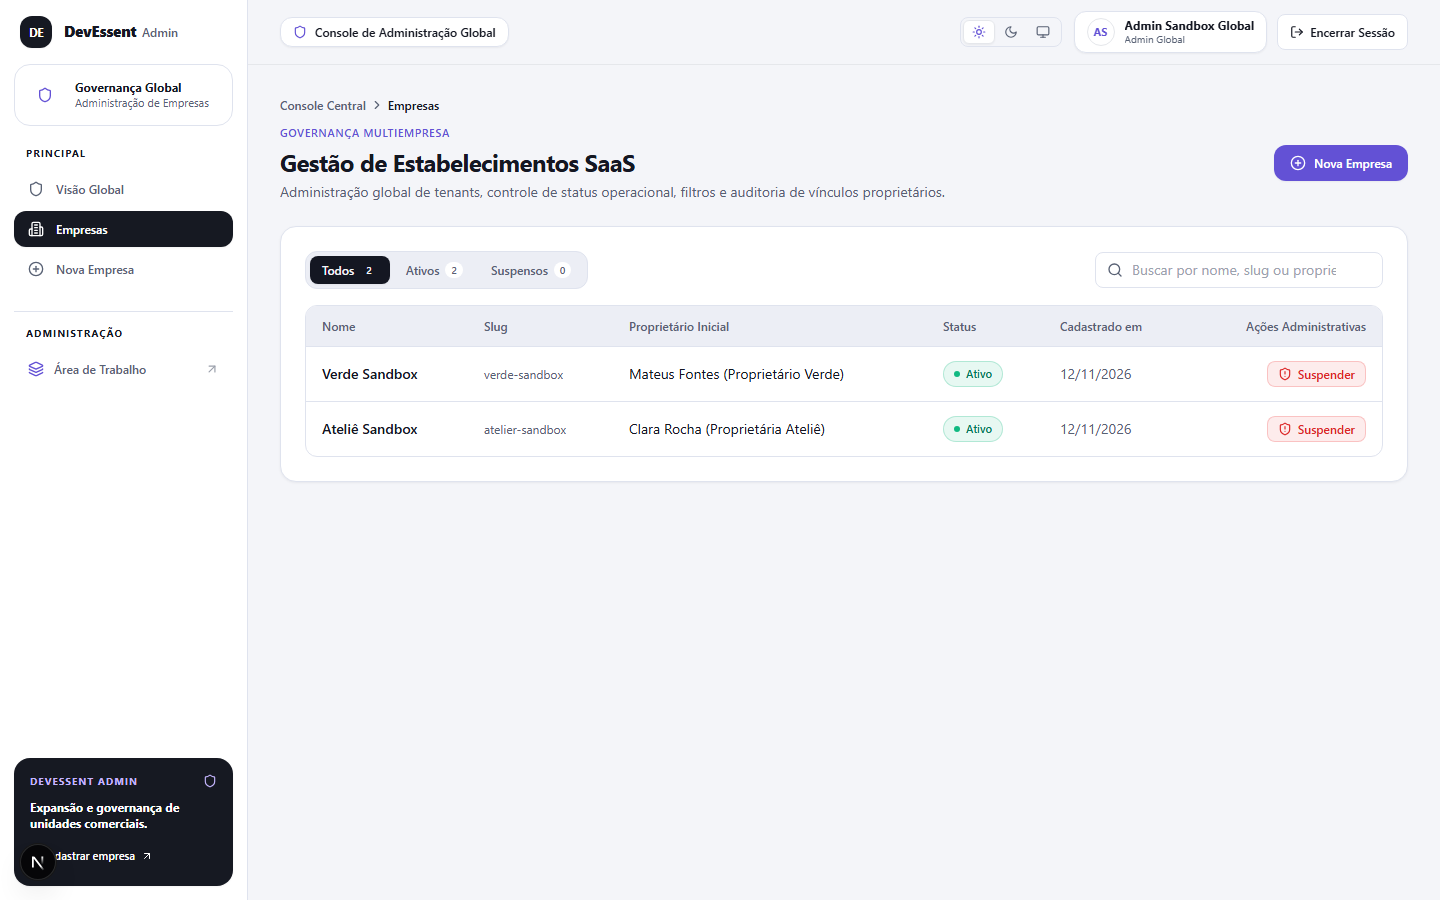 DE DevEssent Admin
Governança Global
Administração de Empresas
PRINCIPAL
Visão Global
Empresas
Nova Empresa
ADMINISTRAÇÃO
Área de Trabalho
DEVESSENT ADMIN
Expansão e governança de
unidades comerciais.
dastrar empresa
N
Console de Administração Global
AS
Admin Sandbox Global
Admin Global
Encerrar Sessão
Console Central > Empresas
GOVERNANÇA MULTIEMPRESA
Gestão de Estabelecimentos SaaS
Administração global de tenants, controle de status operacional, filtros e auditoria de vínculos proprietários.
Nova Empresa
Todos 2 Ativos 2 Suspensos 0
Buscar por nome, slug ou proprie
Nome Slug Proprietário Inicial Status Cadastrado em Ações Administrativas
Verde Sandbox verde-sandbox Mateus Fontes (Proprietário Verde) Ativo 12/11/2026 Suspender
Ateliê Sandbox atelier-sandbox Clara Rocha (Proprietária Ateliê) Ativo 12/11/2026 Suspender